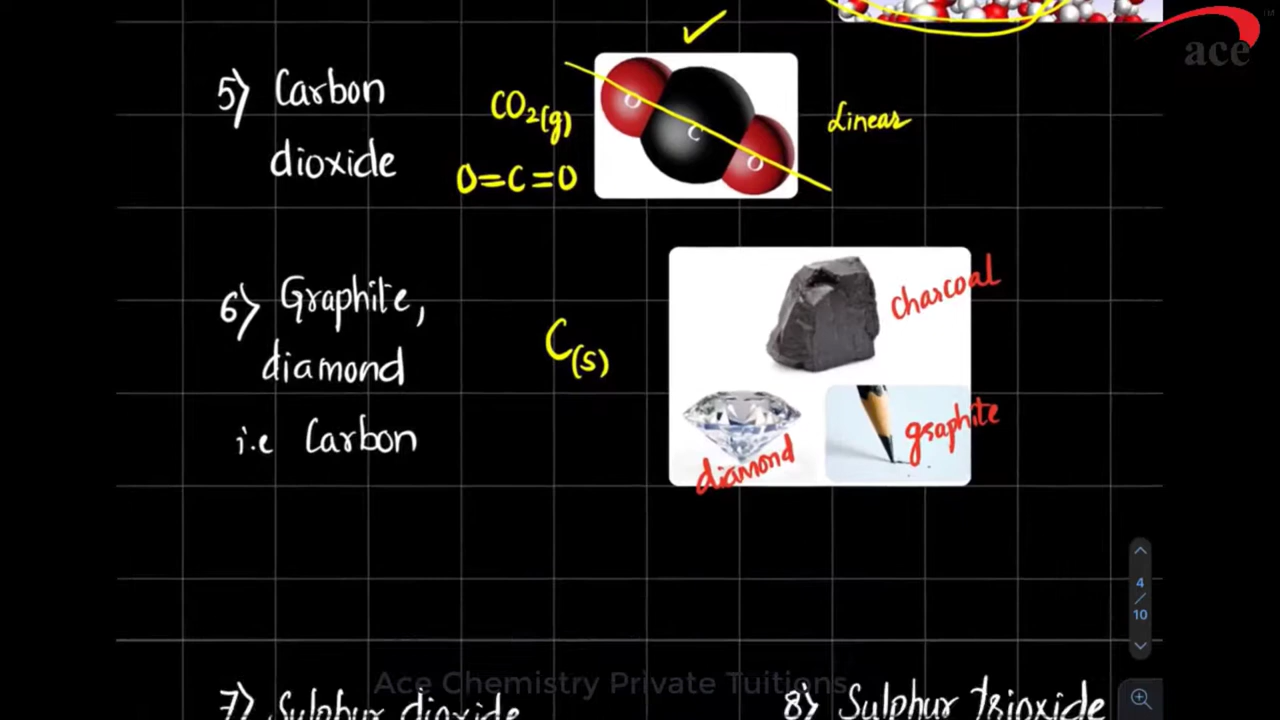 ace
TM
5) Carbon
dioxide
CO2(g)
O=C=O
O
C
O
Linear
6) Graphite,
diamond
i.e Carbon
C(s)
charcoal
diamond
graphite
4
/
10
Ace Chemistry Private Tuitions
7) Sulphur dioxide
8) Sulphur trioxide